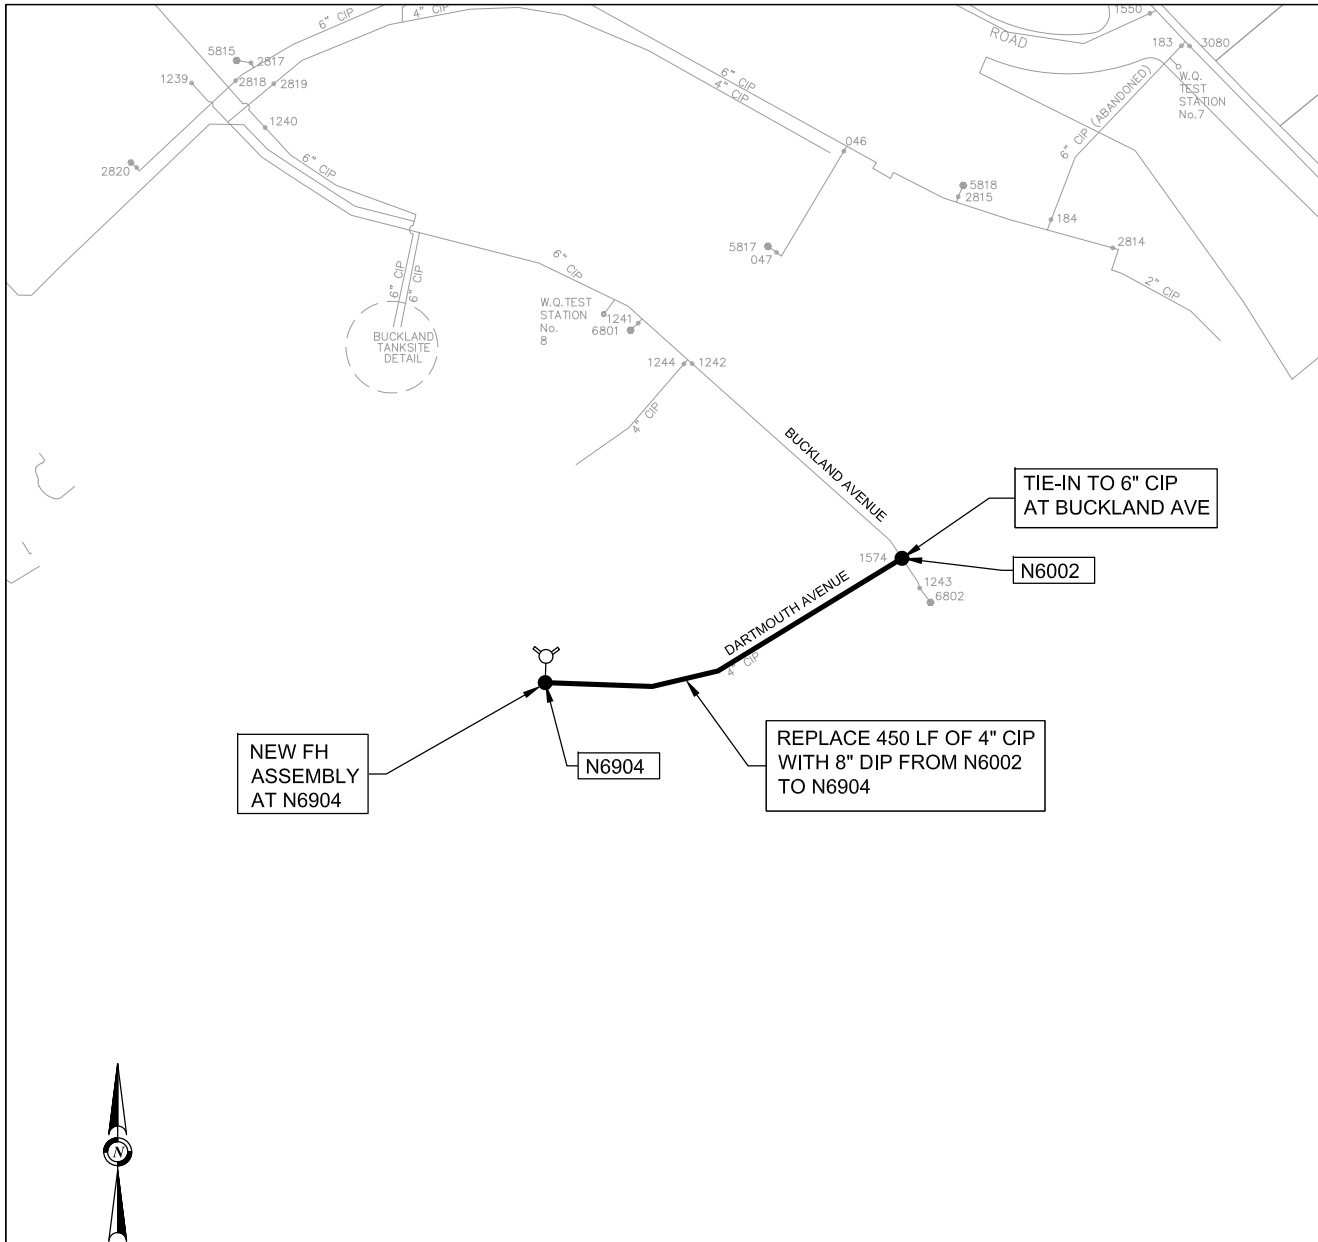 6" CIP
4" CIP
1550
ROAD
183
3080
5815
2817
1239
2818
2819
6" CIP
4" CIP
W.Q.
TEST
STATION
No.7
6" CIP (ABANDONED)
1240
6" CIP
046
2820
5818
2815
184
5817
047
2814
6" CIP
6" CIP
6" CIP
2" CIP
W.Q.TEST
STATION
No.
8
1241
6801
BUCKLAND
TANKSITE
DETAIL
1244
1242
4" CIP
BUCKLAND AVENUE
TIE-IN TO 6" CIP
AT BUCKLAND AVE
1574
N6002
1243
6802
DARTMOUTH AVENUE
4" CIP
NEW FH
ASSEMBLY
AT N6904
N6904
REPLACE 450 LF OF 4" CIP
WITH 8" DIP FROM N6002
TO N6904
N